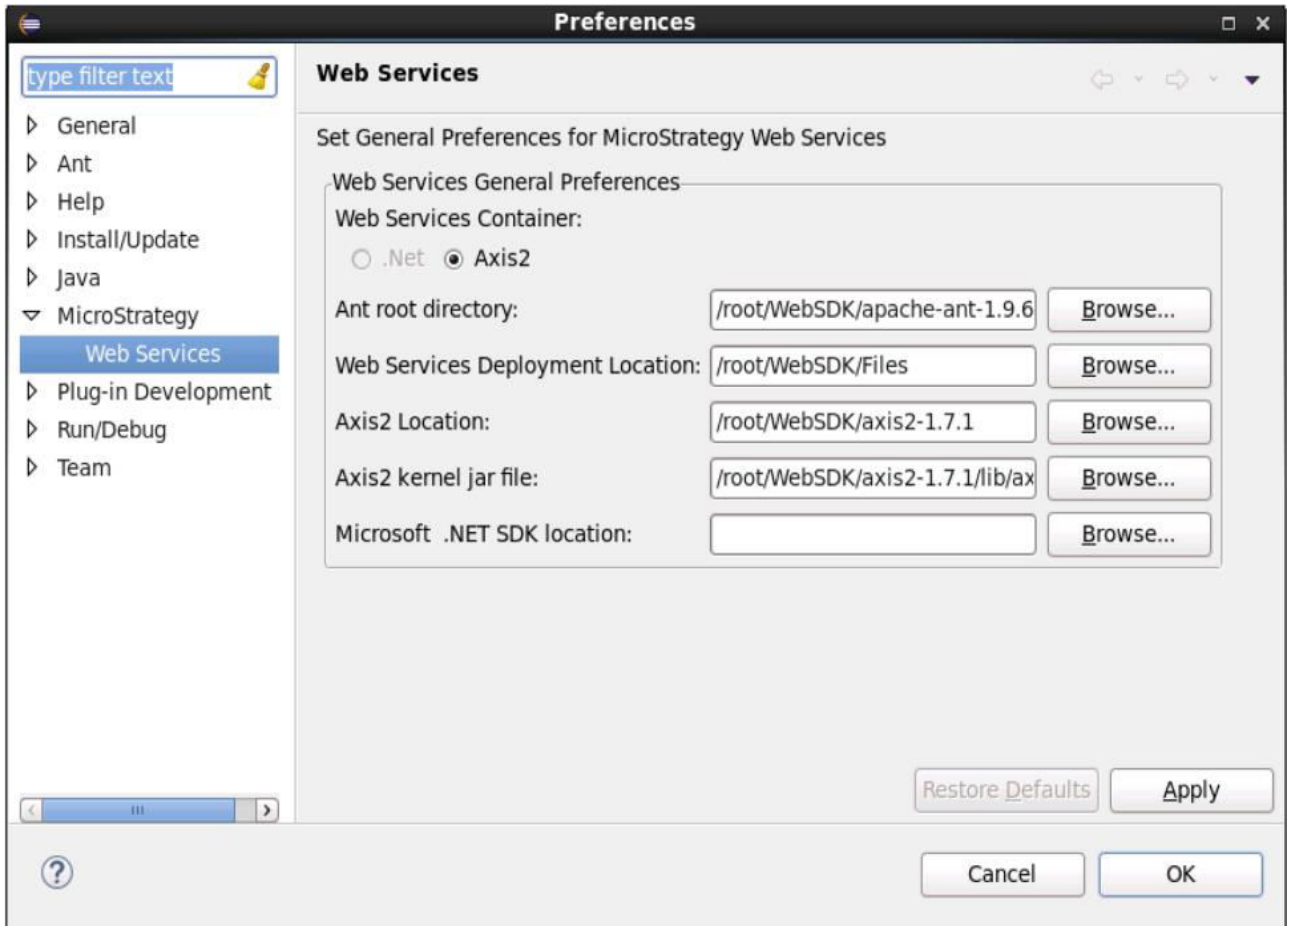 Preferences
type filter text
General
Ant
Help
Install/Update
Java
MicroStrategy
Web Services
Plug-in Development
Run/Debug
Team
Web Services
Set General Preferences for MicroStrategy Web Services
Web Services General Preferences
Web Services Container:
.Net Axis2
Ant root directory: /root/WebSDK/apache-ant-1.9.6 Browse...
Web Services Deployment Location: /root/WebSDK/Files Browse...
Axis2 Location: /root/WebSDK/axis2-1.7.1 Browse...
Axis2 kernel jar file: /root/WebSDK/axis2-1.7.1/lib/ax Browse...
Microsoft .NET SDK location: Browse...
Restore Defaults Apply
? Cancel OK